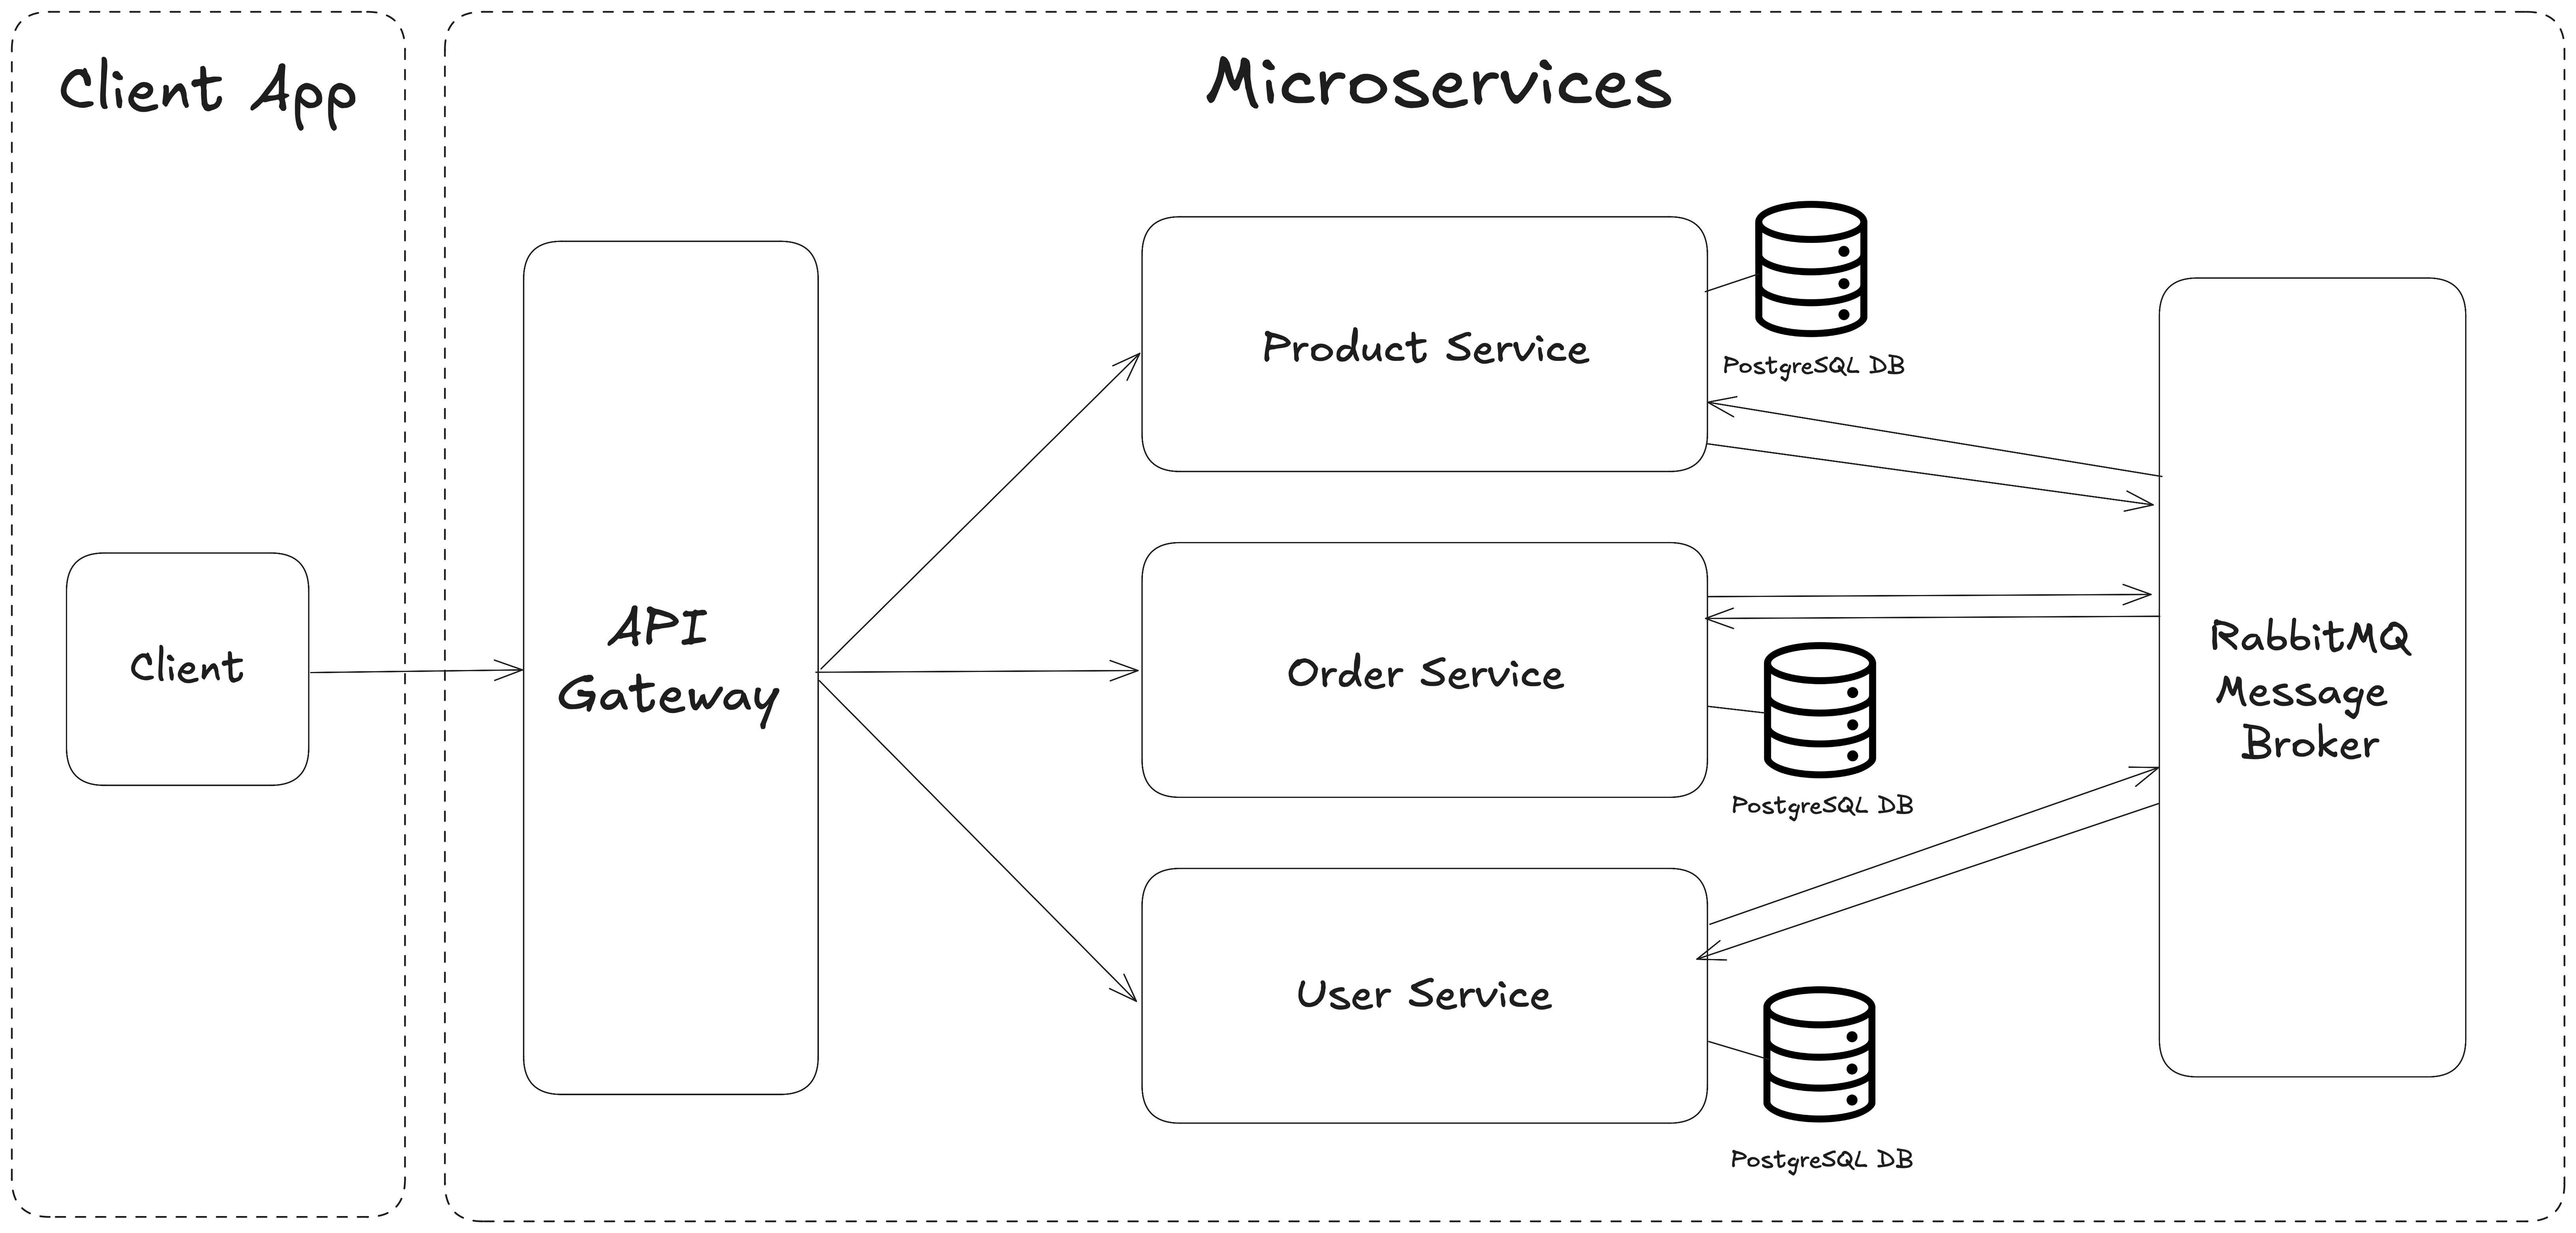 Client App
Microservices
Client
API
Gateway
Product Service
PostgreSQL DB
Order Service
PostgreSQL DB
User Service
PostgreSQL DB
RabbitMQ
Message
Broker